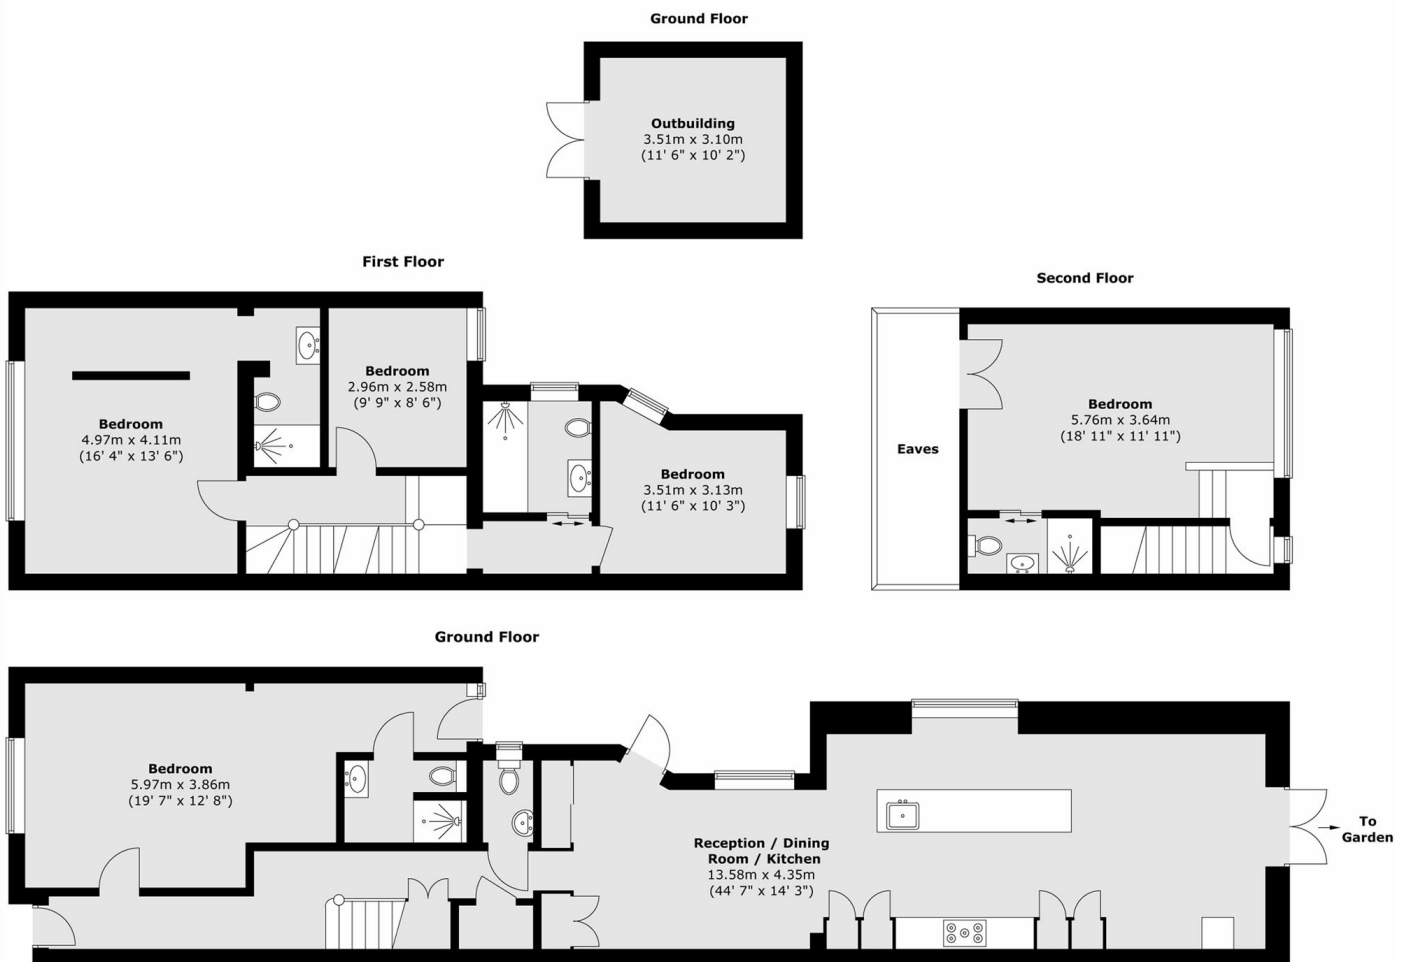 Ground Floor
Outbuilding
3.51m x 3.10m
(11' 6" x 10' 2")
First Floor
Bedroom
4.97m x 4.11m
(16' 4" x 13' 6")
Bedroom
2.96m x 2.58m
(9' 9" x 8' 6")
Bedroom
3.51m x 3.13m
(11' 6" x 10' 3")
Second Floor
Eaves
Bedroom
5.76m x 3.64m
(18' 11" x 11' 11")
Ground Floor
Bedroom
5.97m x 3.86m
(19' 7" x 12' 8")
Reception / Dining
Room / Kitchen
13.58m x 4.35m
(44' 7" x 14' 3")
To
Garden